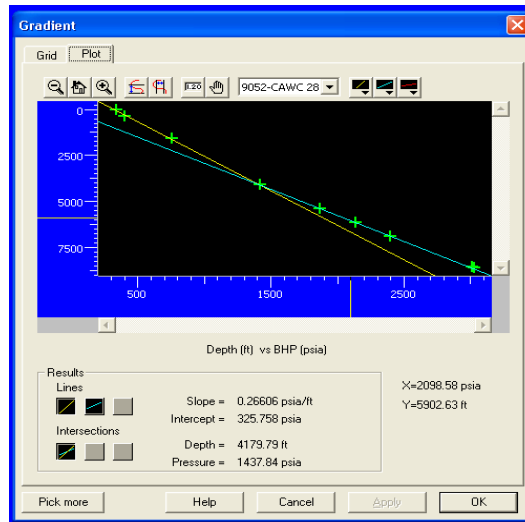 Gradient
Grid Plot
1.20 9052-CAWC 28
0
2500
5000
7500
500 1500 2500
Depth (ft) vs BHP (psia)
Results
Lines
Slope = 0.26606 psia/ft
Intercept = 325.758 psia
Intersections
Depth = 4179.79 ft
Pressure = 1437.84 psia
X=2098.58 psia
Y=5902.63 ft
Pick more Help Cancel Apply OK